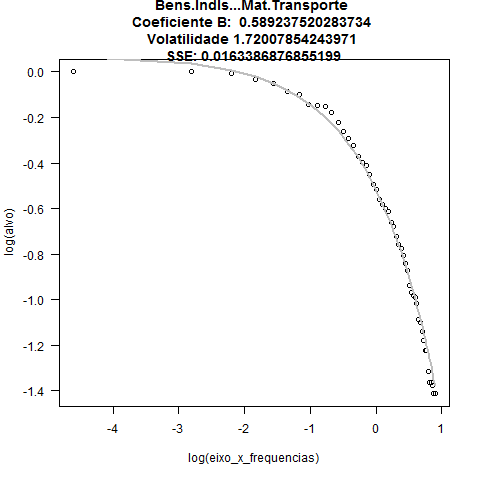 Bens.Indls...Mat.Transporte
Coeficiente B:  0.589237520283734
Volatilidade 1.72007854243971
SSE: 0.0163386876855199
log(alvo)
0.0
-0.2
-0.4
-0.6
-0.8
-1.0
-1.2
-1.4
-4
-3
-2
-1
0
1
log(eixo_x_frequencias)